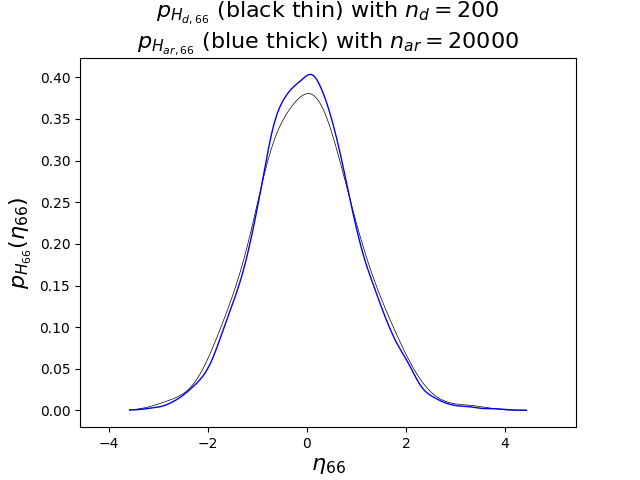 p_{H_{d,66}} (black thin) with n_d = 200
p_{H_{ar,66}} (blue thick) with n_{ar} = 20000
p_{H_{66}}(η_{66})
0.40
0.35
0.30
0.25
0.20
0.15
0.10
0.05
0.00
−4 −2 0 2 4
η_{66}